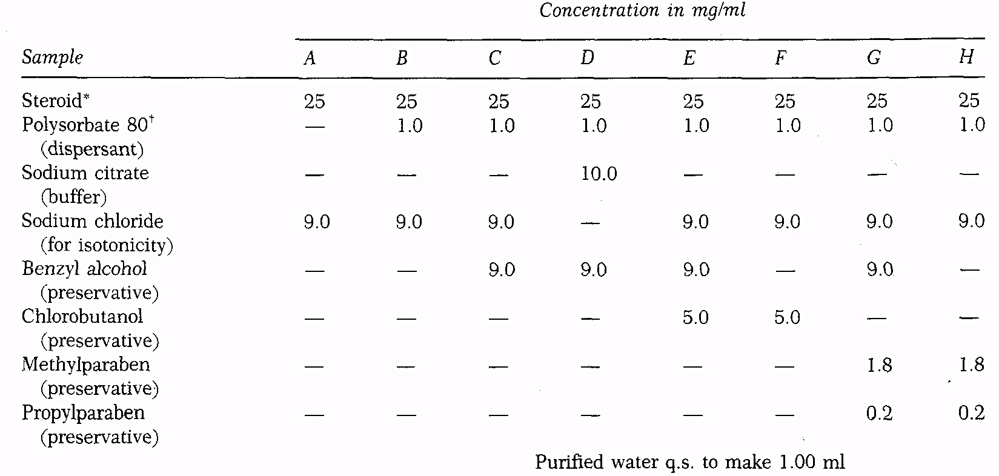 Concentration in mg/ml
Sample A B C D E F G H
Steroid* 25 25 25 25 25 25 25 25
Polysorbate 80† — 1.0 1.0 1.0 1.0 1.0 1.0 1.0
(dispersant)
Sodium citrate — — — 10.0 — — — —
(buffer)
Sodium chloride 9.0 9.0 9.0 — 9.0 9.0 9.0 9.0
(for isotonicity)
Benzyl alcohol — — 9.0 9.0 9.0 — 9.0 —
(preservative)
Chlorobutanol — — — — 5.0 5.0 — —
(preservative)
Methylparaben — — — — — — 1.8 1.8
(preservative)
Propylparaben — — — — — — 0.2 0.2
(preservative)
Purified water q.s. to make 1.00 ml